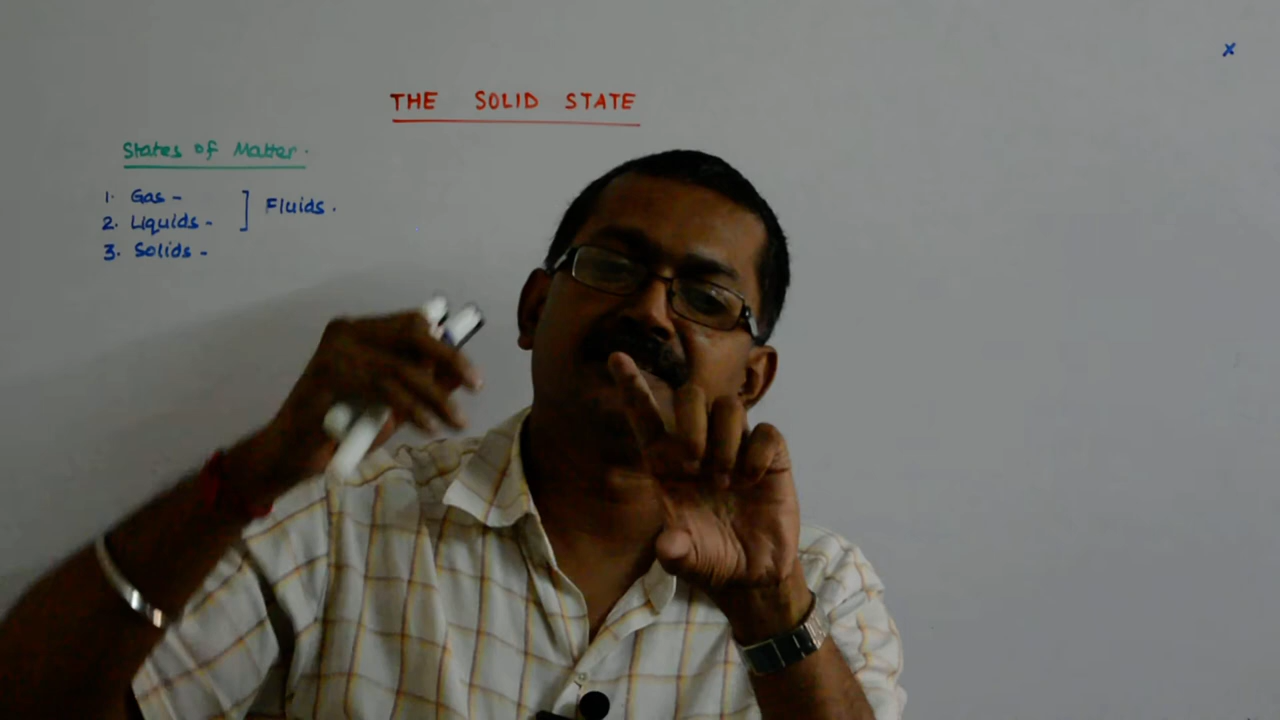 x
THE SOLID STATE
States of Matter.
1. Gas - ] Fluids.
2. Liquids -
3. Solids -